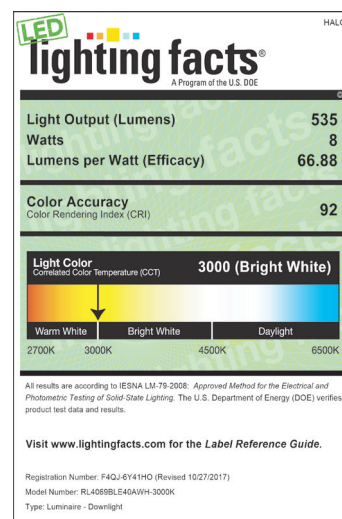 HALO
LED
lighting facts®
A Program of the U.S. DOE
Light Output (Lumens) 535
Watts 8
Lumens per Watt (Efficacy) 66.88
Color Accuracy 92
Color Rendering Index (CRI)
Light Color 3000 (Bright White)
Correlated Color Temperature (CCT)
Warm White Bright White Daylight
2700K 3000K 4500K 6500K
All results are according to IESNA LM-79-2008: Approved Method for the Electrical and
Photometric Testing of Solid-State Lighting. The U.S. Department of Energy (DOE) verifies
product test data and results.
Visit www.lightingfacts.com for the Label Reference Guide.
Registration Number: F4QJ-6Y41HO (Revised 10/27/2017)
Model Number: RL4069BLE40AWH-3000K
Type: Luminaire - Downlight